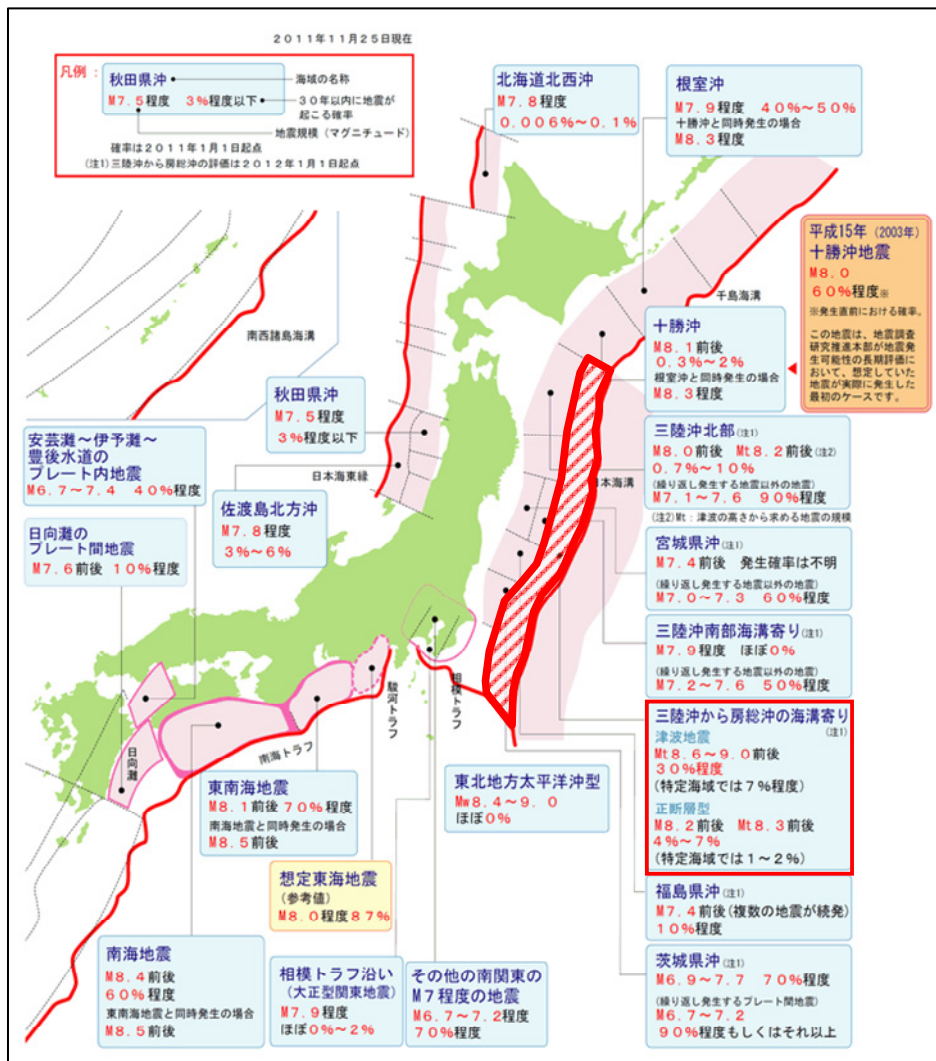 2011年11月25日現在
凡例：
秋田県沖
M7.5程度　3%程度以下
海域の名称
30年以内に地震が
起こる確率
地震規模（マグニチュード）
確率は2011年1月1日起点
(注1)三陸沖から房総沖の評価は2012年1月1日起点
北海道北西沖
M7.8程度
0.006%～0.1%
根室沖
M7.9程度　40%～50%
十勝沖と同時発生の場合
M8.3程度
平成15年（2003年）
十勝沖地震
M8.0
60%程度※
※発生直前における確率。
この地震は、地震調査
研究推進本部が地震発
生可能性の長期評価に
おいて、想定していた
地震が実際に発生した
最初のケースです。
千島海溝
南西諸島海溝
十勝沖
M8.1前後
0.3%～2%
根室沖と同時発生の場合
M8.3程度
秋田県沖
M7.5程度
3%程度以下
日本海東縁
日本海溝
三陸沖北部(注1)
M8.0前後　Mt8.2前後(注2)
0.7%～10%
(繰り返し発生する地震以外の地震)
M7.1～7.6　90%程度
(注2)Mt：津波の高さから求める地震の規模
安芸灘～伊予灘～
豊後水道の
プレート内地震
M6.7～7.4　40%程度
佐渡島北方沖
M7.8程度
3%～6%
日向灘の
プレート間地震
M7.6前後　10%程度
宮城県沖(注1)
M7.4前後　発生確率は不明
(繰り返し発生する地震以外の地震)
M7.0～7.3　60%程度
三陸沖南部海溝寄り(注1)
M7.9程度　ほぼ0%
(繰り返し発生する地震以外の地震)
M7.2～7.6　50%程度
駿河トラフ
相模トラフ
南海トラフ
日向灘
三陸沖から房総沖の海溝寄り
(注1)
津波地震
Mt8.6～9.0前後
30%程度
(特定海域では7%程度)
正断層型
M8.2前後　Mt8.3前後
4%～7%
(特定海域では1～2%)
東南海地震
M8.1前後70%程度
南海地震と同時発生の場合
M8.5前後
東北地方太平洋沖型
Mw8.4～9.0
ほぼ0%
想定東海地震
(参考値)
M8.0程度87%
福島県沖(注1)
M7.4前後(複数の地震が続発)
10%程度
南海地震
M8.4前後
60%程度
東南海地震と同時発生の場合
M8.5前後
相模トラフ沿い
(大正型関東地震)
M7.9程度
ほぼ0%～2%
その他の南関東の
M7程度の地震
M6.7～7.2程度
70%程度
茨城県沖(注1)
M6.9～7.7　70%程度
(繰り返し発生するプレート間地震)
M6.7～7.2
90%程度もしくはそれ以上